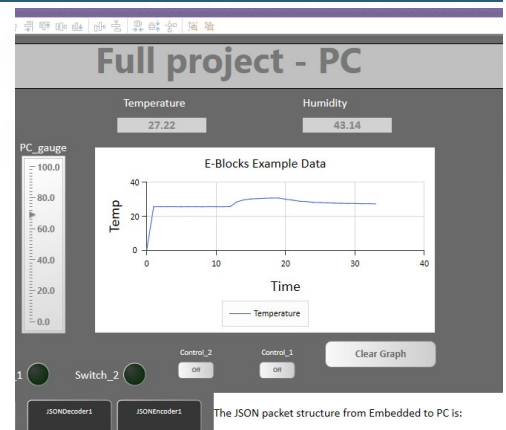 Full project - PC
Temperature
Humidity
27.22
43.14
PC_gauge
100.0
80.0
60.0
40.0
20.0
0.0
E-Blocks Example Data
Temp
40
20
0
0 10 20 30 40
Time
Temperature
Control_2
Control_1
Clear Graph
_1
Switch_2
Off
Off
JSONDecoder1
JSONEncoder1
The JSON packet structure from Embedded to PC is: